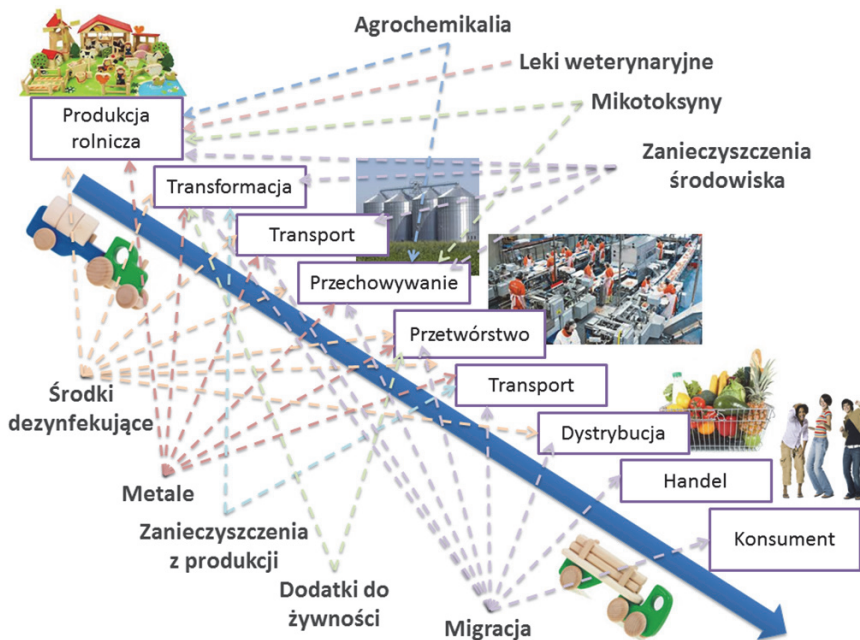 Agrochemikalia
Leki weterynaryjne
Mikotoksyny
Zanieczyszczenia
środowiska
Produkcja
rolnicza
Transformacja
Transport
Przechowywanie
Przetwórstwo
Transport
Dystrybucja
Handel
Konsument
Środki
dezynfekujące
Metale
Zanieczyszczenia
z produkcji
Dodatki do
żywności
Migracja